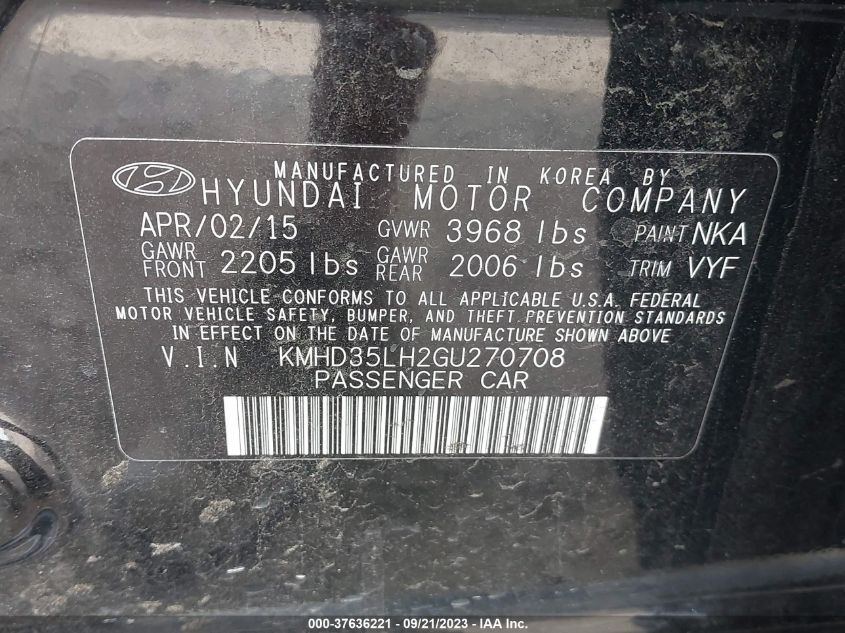 MANUFACTURED IN KOREA BY
HYUNDAI MOTOR COMPANY
APR/02/15 GVWR 3968 lbs PAINT NKA
GAWR FRONT 2205 lbs GAWR REAR 2006 lbs TRIM VYF
THIS VEHICLE CONFORMS TO ALL APPLICABLE U.S.A. FEDERAL
MOTOR VEHICLE SAFETY, BUMPER, AND THEFT PREVENTION STANDARDS
IN EFFECT ON THE DATE OF MANUFACTURE SHOWN ABOVE
V.I.N KMHD35LH2GU270708
PASSENGER CAR
000-37636221 - 09/21/2023 - © IAA Inc.